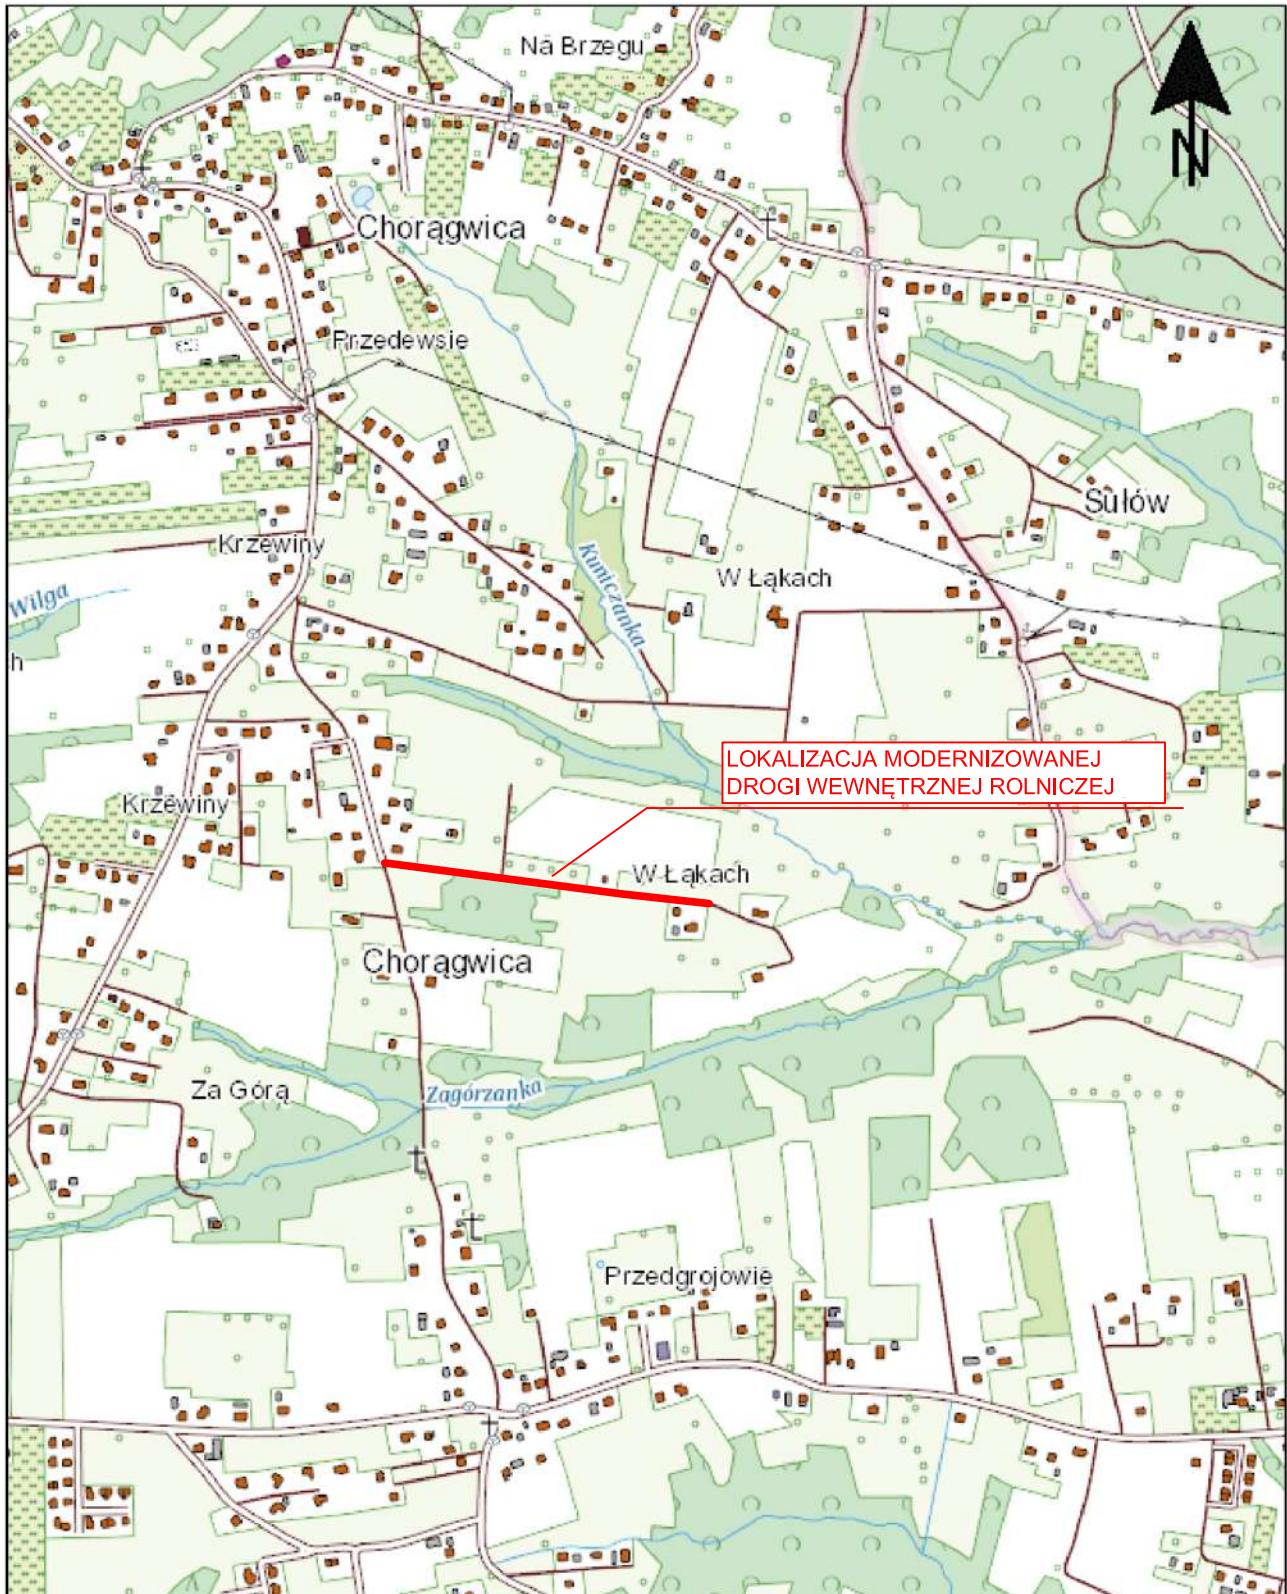 Na Brzegu
N
Chorągwica
Przedewsie
Sułów
Krzewiny
Kuniczanka
W Łąkach
Wilga
h
LOKALIZACJA MODERNIZOWANEJ
DROGI WEWNĘTRZNEJ ROLNICZEJ
Krzewiny
W Łąkach
Chorągwica
Za Górą
Zagórzanka
Przedgrojowie